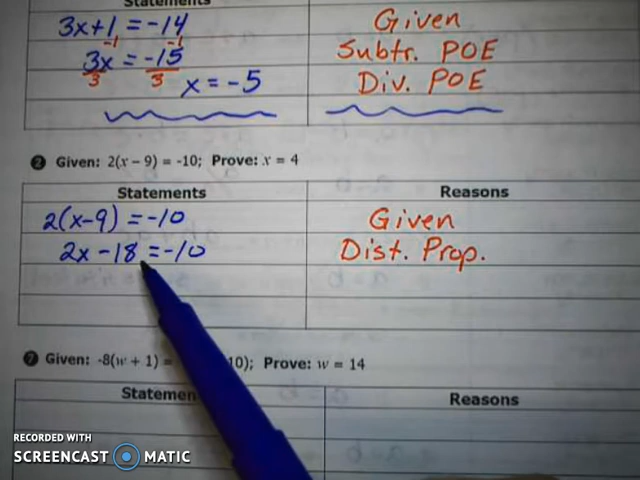 Statements
3x+1 = -14 Given
-1 -1
3x = -15 Subtr. POE
3 3 x = -5 Div. POE
2 Given: 2(x – 9) = -10; Prove: x = 4
Statements Reasons
2(x-9) = -10 Given
2x - 18 = -10 Dist. Prop.
7 Given: -8(w + 1) = 10); Prove: w = 14
Statemen Reasons
RECORDED WITH
SCREENCAST MATIC